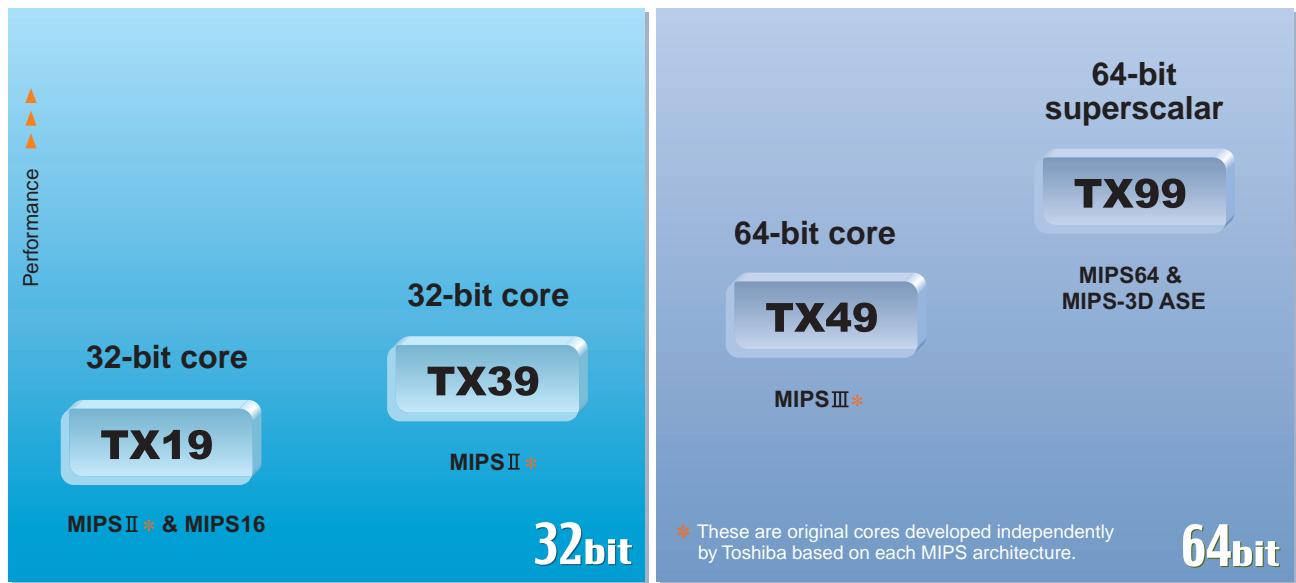 Performance
32-bit core
TX19
MIPSⅡ* & MIPS16
32-bit core
TX39
MIPSⅡ*
32bit
64-bit core
TX49
MIPSⅢ*
64-bit
superscalar
TX99
MIPS64 &
MIPS-3D ASE
* These are original cores developed independently
by Toshiba based on each MIPS architecture.
64bit